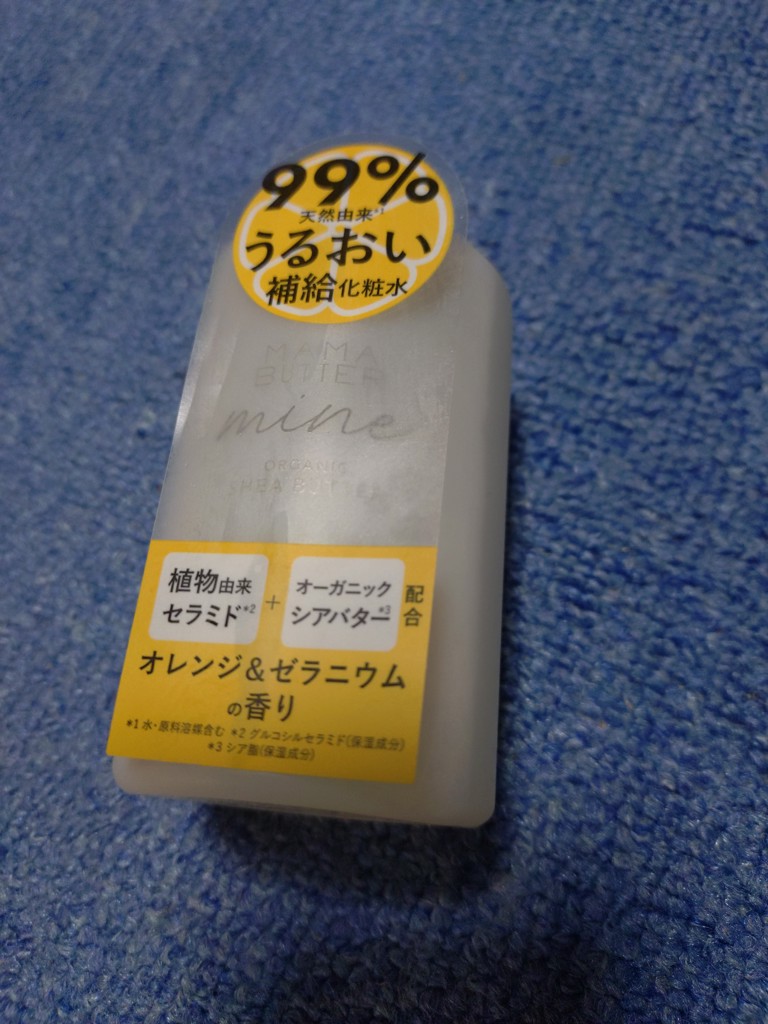 99%
天然由来*1
うるおい
補給化粧水
MAMA
BUTTER
mine
ORGANIC
SHEA BUTTER
植物由来
セラミド*2
+
オーガニック
シアバター*3
配合
オレンジ&ゼラニウム
の香り
*1 水・原料溶媒含む *2 グルコシルセラミド(保湿成分)
*3 シア脂(保湿成分)